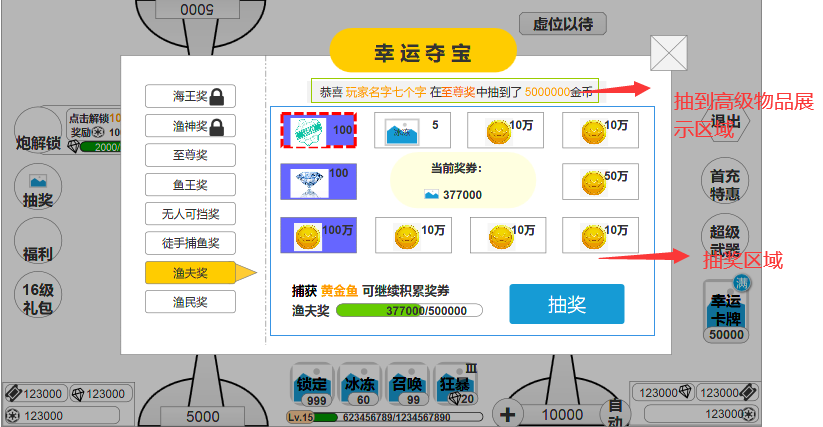 5000
虚位以待
幸运夺宝
恭喜 玩家名字七个字 在至尊奖中抽到了 5000000金币
抽到高级物品展
示区域
海王奖
渔神奖
至尊奖
鱼王奖
无人可挡奖
徒手捕鱼奖
渔夫奖
渔民奖
100
5
10万
10万
100
当前奖券:
377000
50万
100万
10万
10万
10万
捕获 黄金鱼 可继续积累奖券
渔夫奖
377000/500000
抽奖
抽奖区域
点击解锁10
奖励 10
炮解锁
2000/
抽奖
福利
16级
礼包
退出
首充
特惠
超级
武器
满
幸运
卡牌
50000
锁定
999
冰冻
60
召唤
99
狂暴
III
20
123000
123000
123000
5000
Lv.15
623456789/1234567890
+
10000
自
动
123000
123000
123000